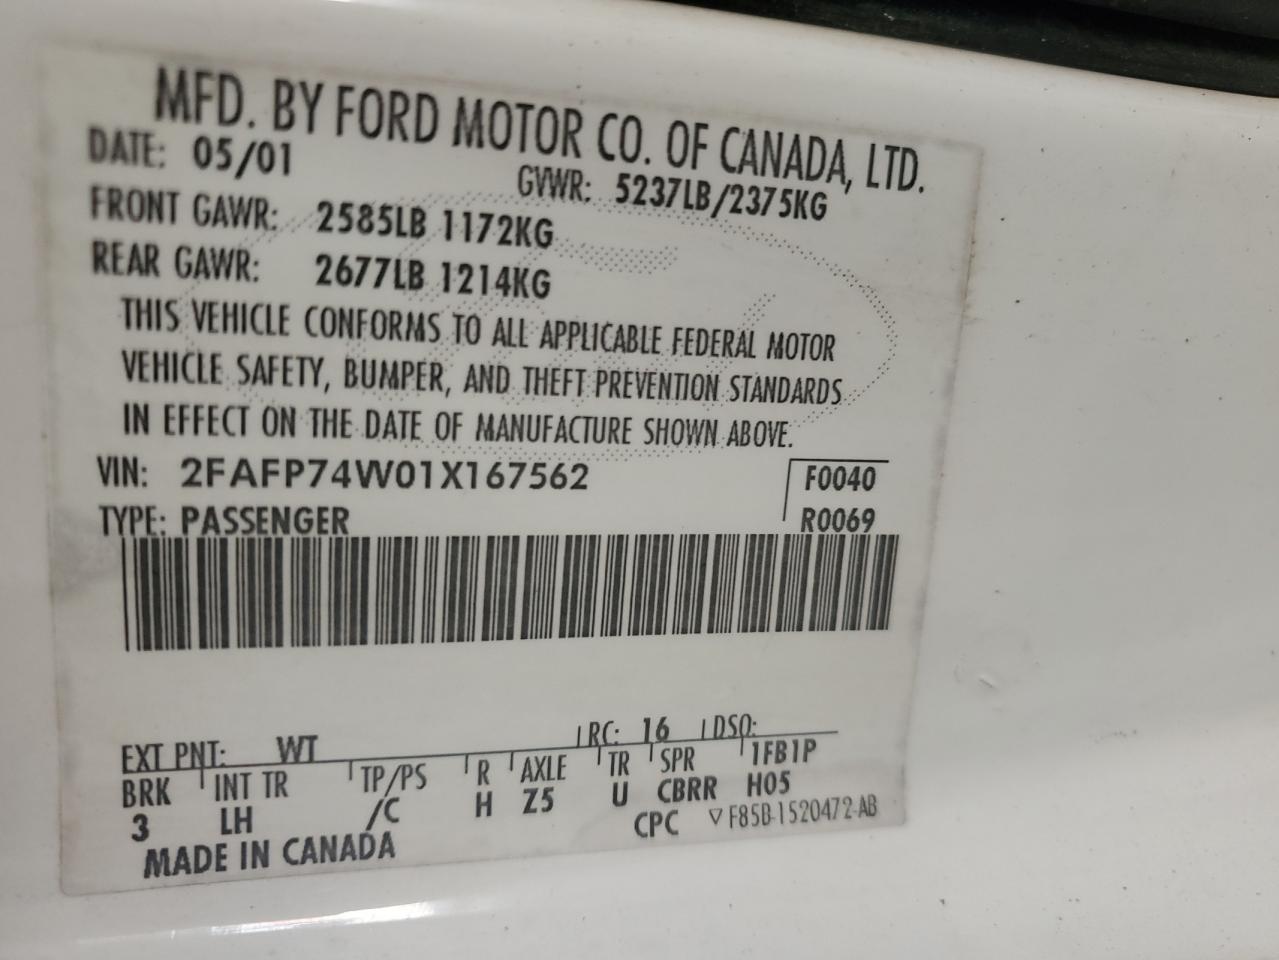 MFD. BY FORD MOTOR CO. OF CANADA, LTD.
DATE: 05/01
GVWR: 5237LB/2375KG
FRONT GAWR: 2585LB 1172KG
REAR GAWR: 2677LB 1214KG
THIS VEHICLE CONFORMS TO ALL APPLICABLE FEDERAL MOTOR
VEHICLE SAFETY, BUMPER, AND THEFT PREVENTION STANDARDS
IN EFFECT ON THE DATE OF MANUFACTURE SHOWN ABOVE.
VIN: 2FAFP74W01X167562
F0040
TYPE: PASSENGER
R0069
EXT PNT: WT RC: 16 DSO:
BRK INT TR TP/PS R AXLE TR SPR 1FB1P
3 LH /C H Z5 U CBRR H05
MADE IN CANADA
CPC ▽ F85B-1520472-AB